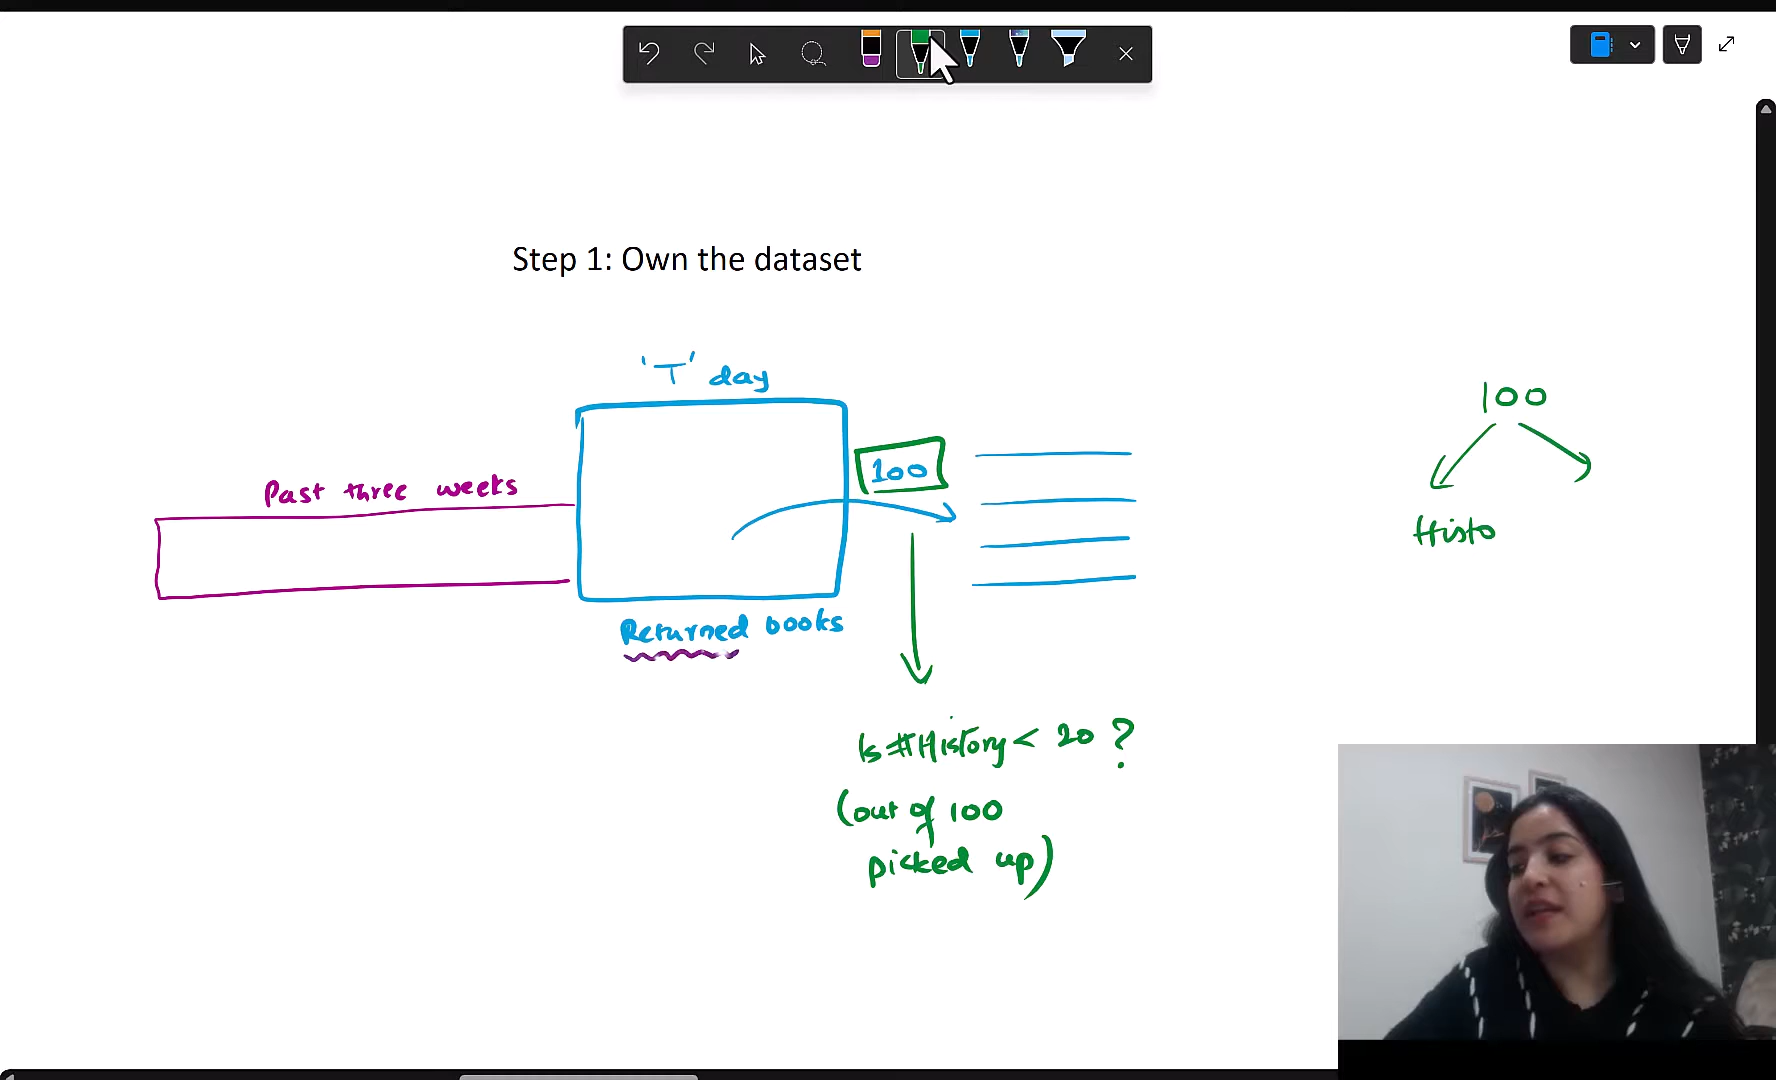 Step 1: Own the dataset
'T' day
100
100
Past three weeks
Histo
Returned books
Is #History < 20 ?
(out of 100
picked up)